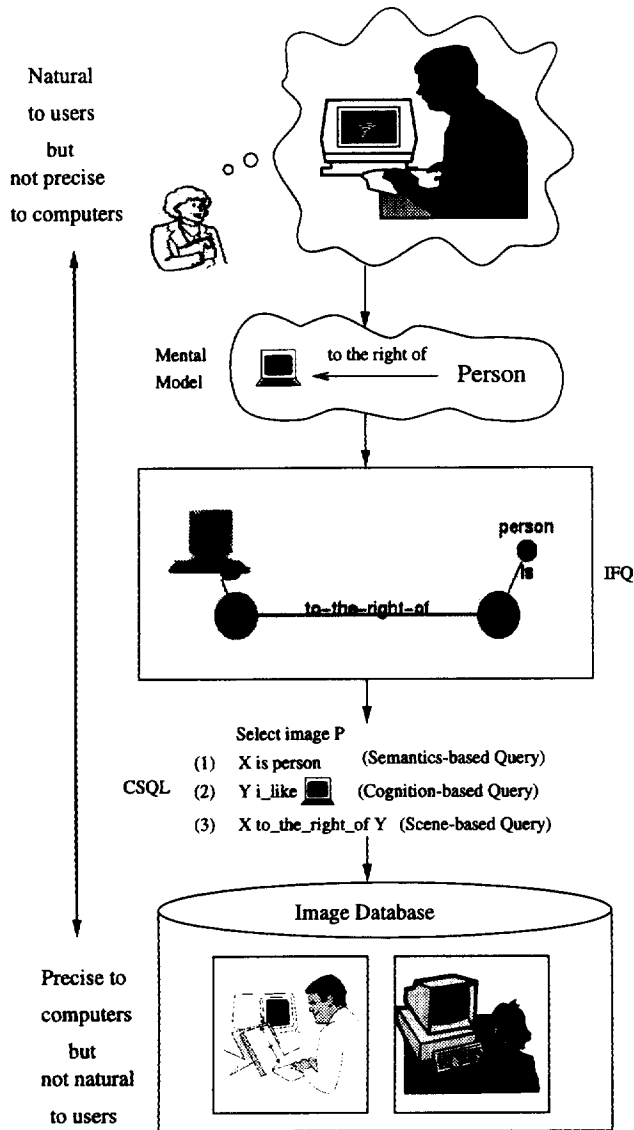 Natural
to users
but
not precise
to computers
Mental
Model
to the right of
Person
person
is
to-the-right-of
IFQ
Select image P
CSQL
(1) X is person (Semantics-based Query)
(2) Y i_like (Cognition-based Query)
(3) X to_the_right_of Y (Scene-based Query)
Image Database
Precise to
computers
but
not natural
to users